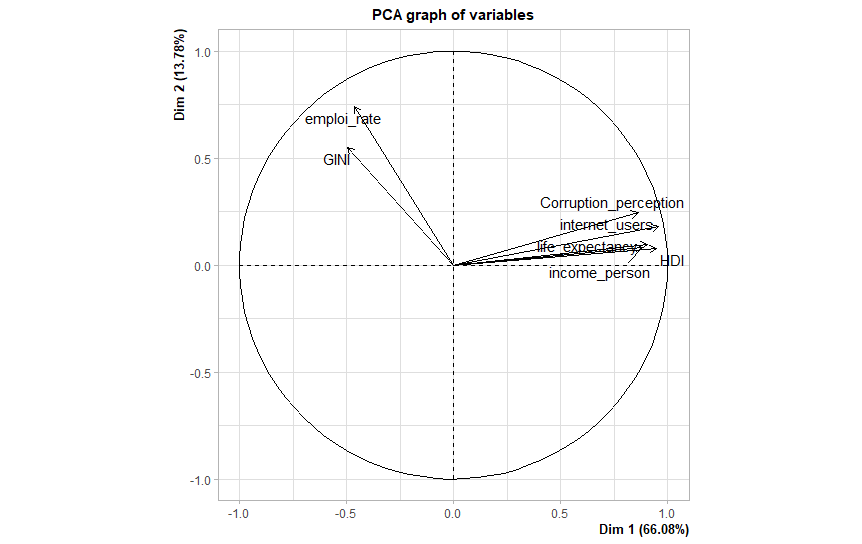 PCA graph of variables
Dim 2 (13.78%)
1.0
0.5
0.0
-0.5
-1.0
emploi_rate
GINI
Corruption_perception
internet_users
life_expectancy
HDI
income_person
-1.0
-0.5
0.0
0.5
1.0
Dim 1 (66.08%)